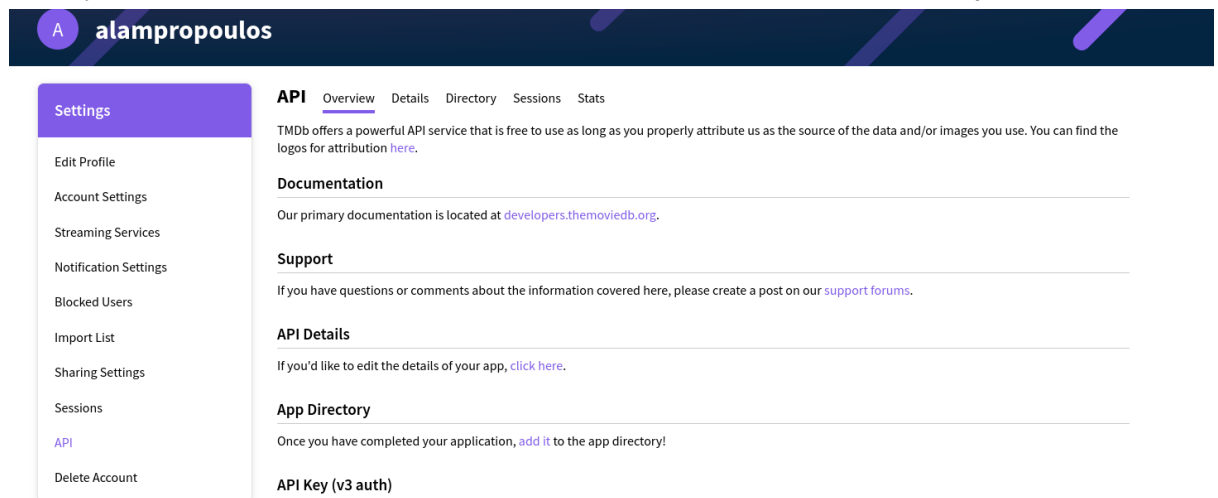 A
alampropoulos
Settings
Edit Profile
Account Settings
Streaming Services
Notification Settings
Blocked Users
Import List
Sharing Settings
Sessions
API
Delete Account
API Overview Details Directory Sessions Stats
TMDb offers a powerful API service that is free to use as long as you properly attribute us as the source of the data and/or images you use. You can find the
logos for attribution here.
Documentation
Our primary documentation is located at developers.themoviedb.org.
Support
If you have questions or comments about the information covered here, please create a post on our support forums.
API Details
If you'd like to edit the details of your app, click here.
App Directory
Once you have completed your application, add it to the app directory!
API Key (v3 auth)